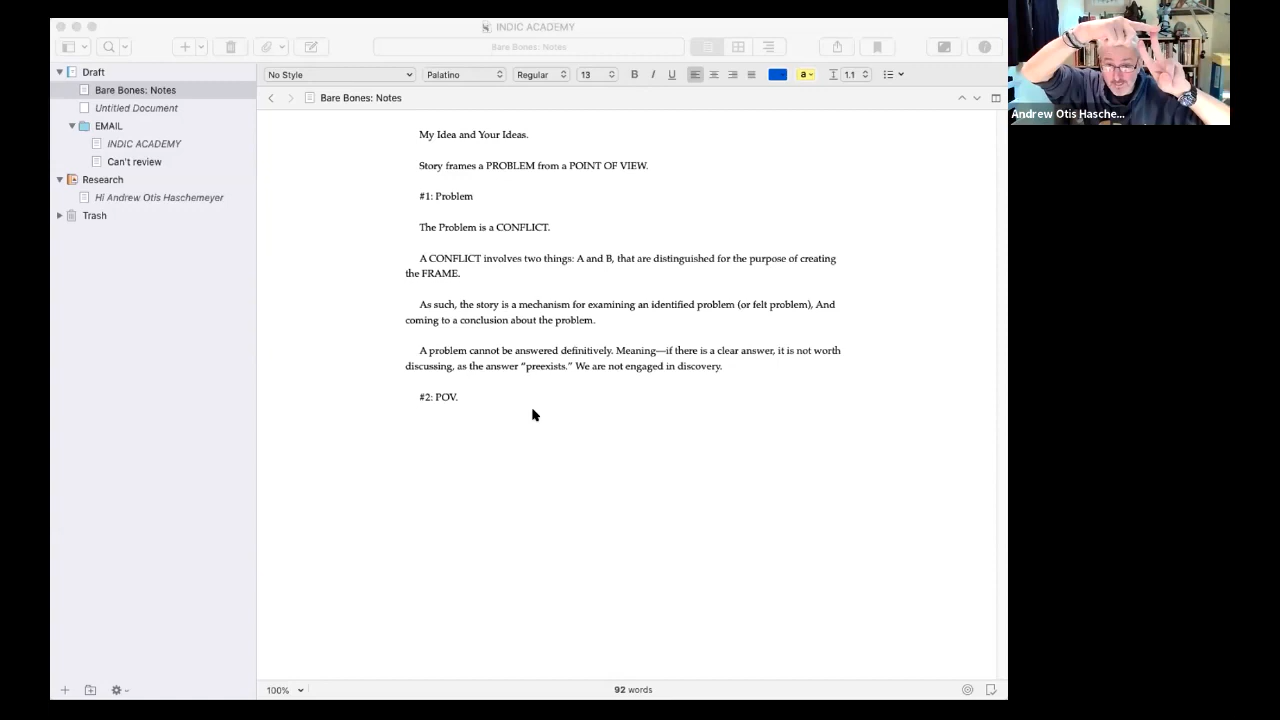 INDIC ACADEMY
Bare Bones: Notes
Draft
Bare Bones: Notes
Untitled Document
EMAIL
INDIC ACADEMY
Can't review
Research
Hi Andrew Otis Haschemeyer
Trash
No Style
Palatino
Regular
13
B I U
a
1.1
Bare Bones: Notes
My Idea and Your Ideas.
Story frames a PROBLEM from a POINT OF VIEW.
#1: Problem
The Problem is a CONFLICT.
A CONFLICT involves two things: A and B, that are distinguished for the purpose of creating
the FRAME.
As such, the story is a mechanism for examining an identified problem (or felt problem), And
coming to a conclusion about the problem.
A problem cannot be answered definitively. Meaning—if there is a clear answer, it is not worth
discussing, as the answer “preexists.” We are not engaged in discovery.
#2: POV.
100%
92 words
Andrew Otis Hasche...